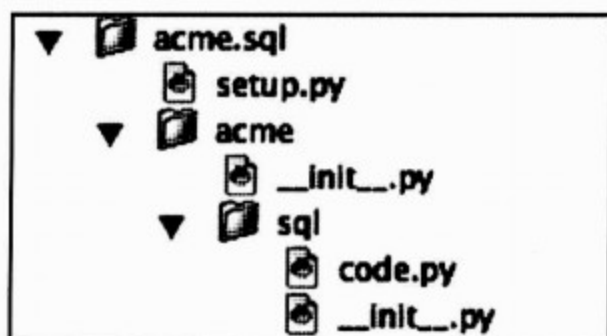 acme.sql
setup.py
acme
__init__.py
sql
code.py
__init__.py